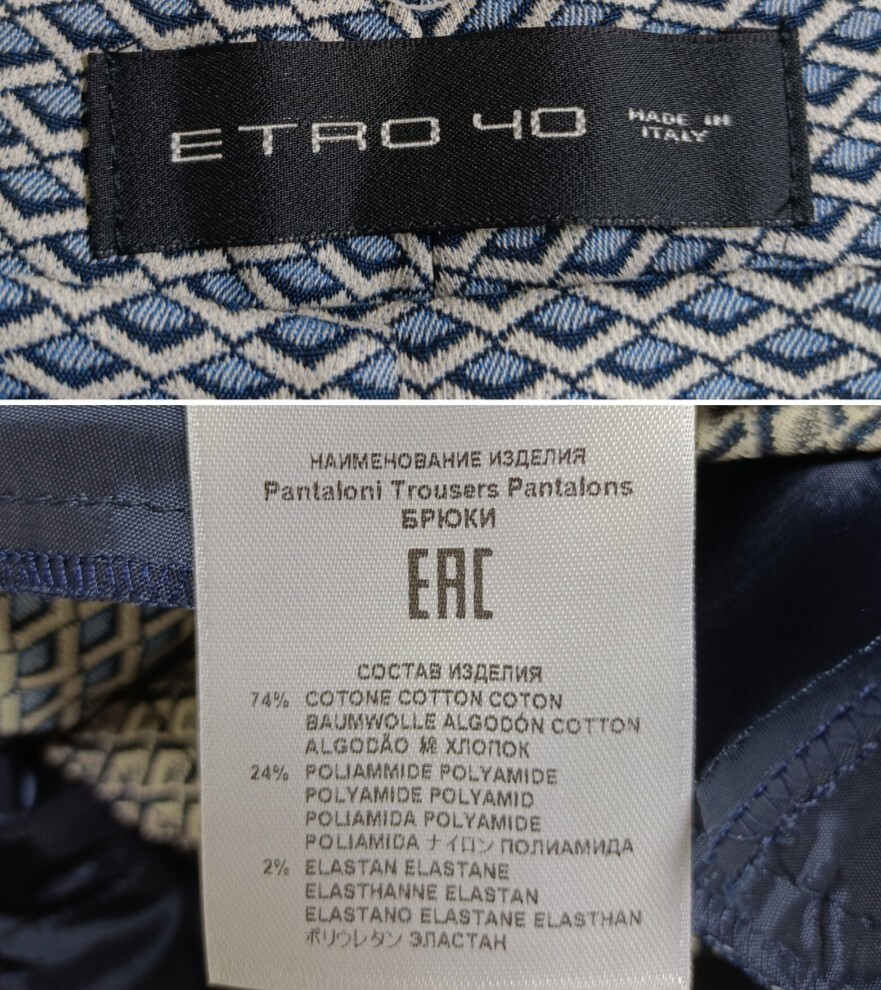 ETRO 40 MADE IN
ITALY
НАИМЕНОВАНИЕ ИЗДЕЛИЯ
Pantaloni Trousers Pantalons
БРЮКИ
EAC
СОСТАВ ИЗДЕЛИЯ
74% COTONE COTTON COTON
BAUMWOLLE ALGODÓN COTTON
ALGODÃO 綿 ХЛОПОК
24% POLIAMMIDE POLYAMIDE
POLYAMIDE POLYAMID
POLIAMIDA POLYAMIDE
POLIAMIDA ナイロン ПОЛИАМИДА
2% ELASTAN ELASTANE
ELASTHANNE ELASTAN
ELASTANO ELASTANE ELASTHAN
ポリウレタン ЭЛАСТАН